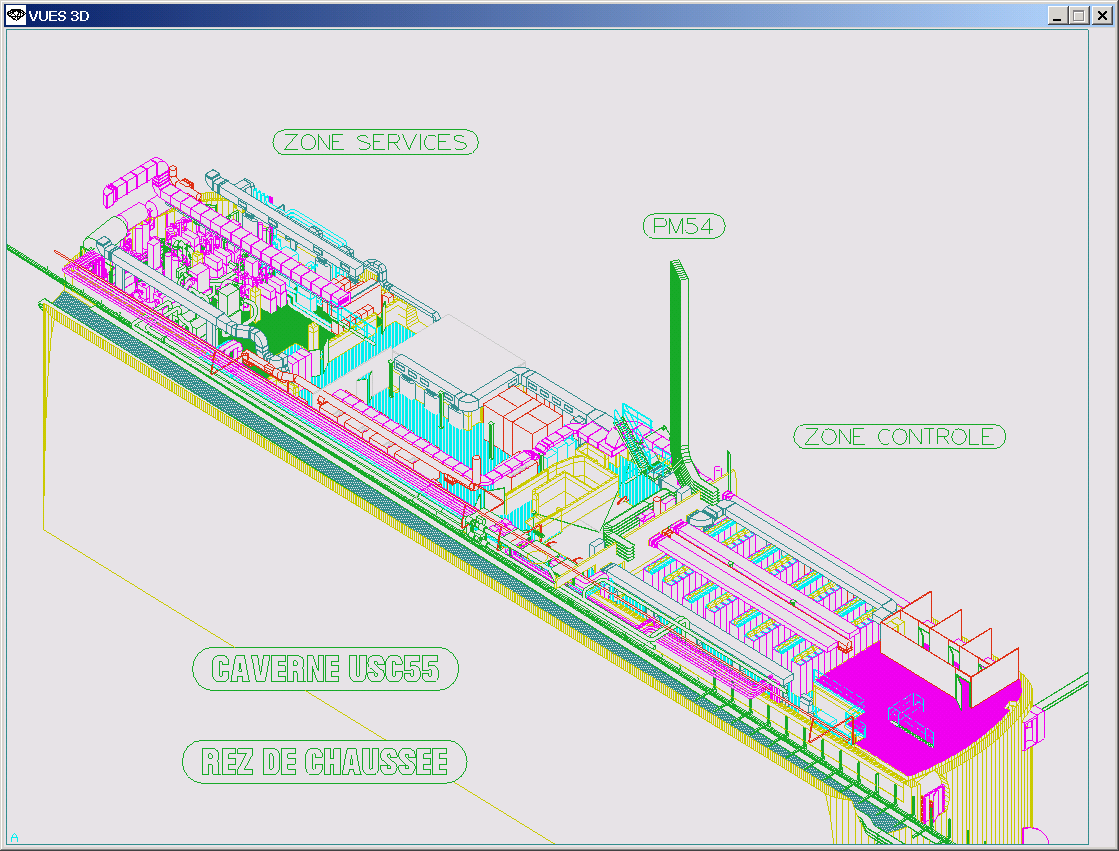 VUES 3D
ZONE SERVICES
PM54
ZONE CONTROLE
CAVERNE USC55
REZ DE CHAUSSEE
A